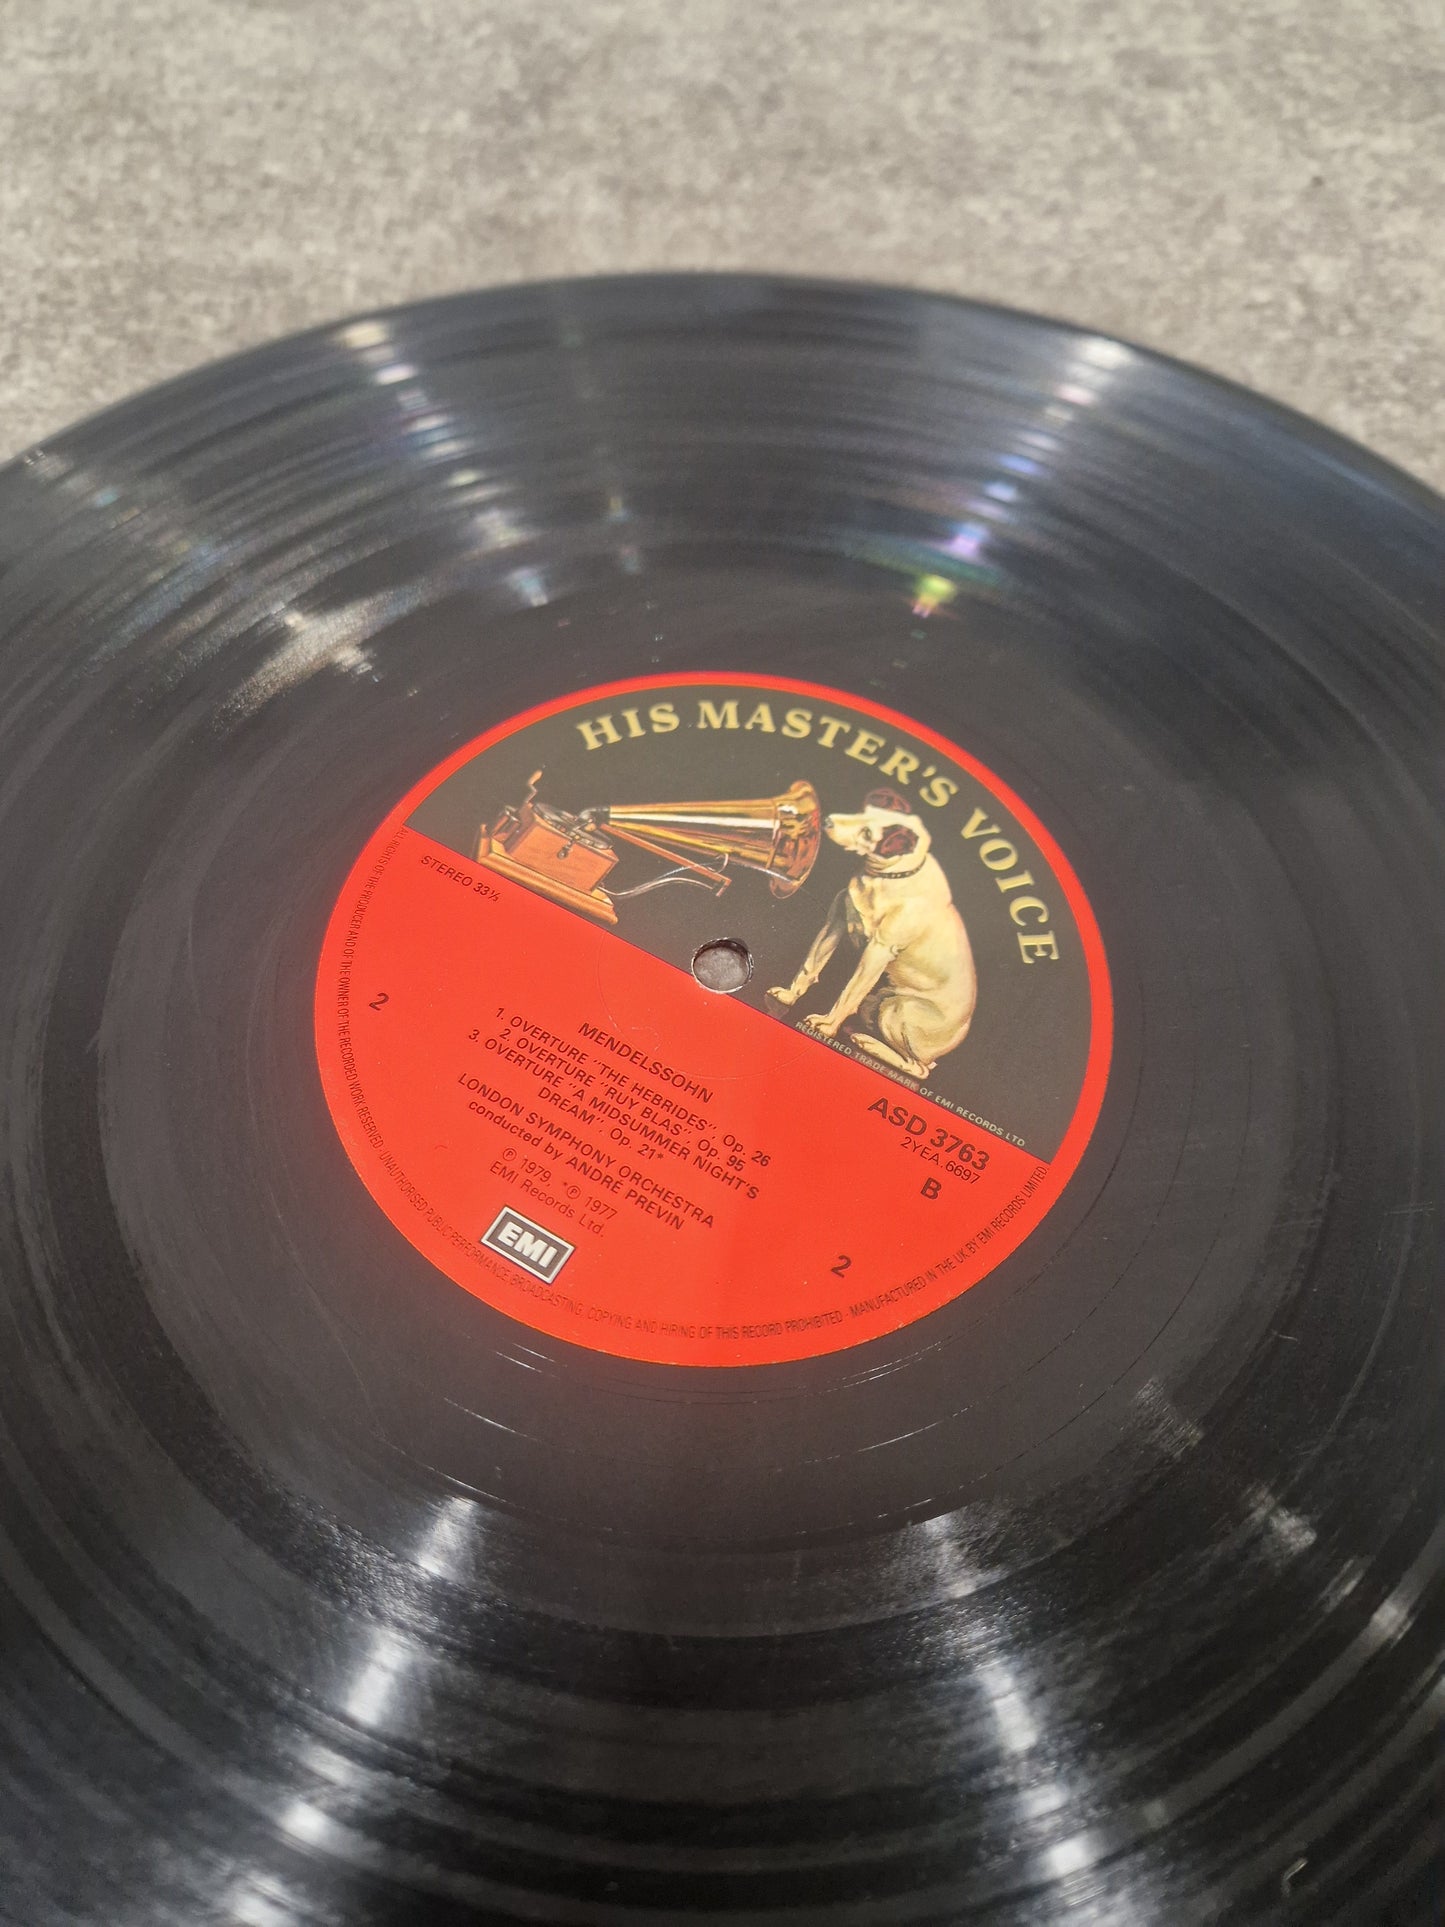 HIS MASTER'S VOICE
REGISTERED TRADE MARK OF EMI RECORDS LTD
STEREO 33⅓
ASD 3763
2YEA.6697
B
2
2
MENDELSSOHN
1. OVERTURE "THE HEBRIDES", Op. 26
2. OVERTURE "RUY BLAS", Op. 95
3. OVERTURE "A MIDSUMMER NIGHT'S
DREAM", Op. 21*
LONDON SYMPHONY ORCHESTRA
conducted by ANDRÉ PREVIN
℗ 1979, *℗ 1977
EMI Records Ltd.
EMI
ALL RIGHTS OF THE PRODUCER AND OF THE OWNER OF THE RECORDED WORK RESERVED · UNAUTHORISED PUBLIC PERFORMANCE BROADCASTING, COPYING AND HIRING OF THIS RECORD PROHIBITED · MANUFACTURED IN THE UK BY EMI RECORDS LIMITED.